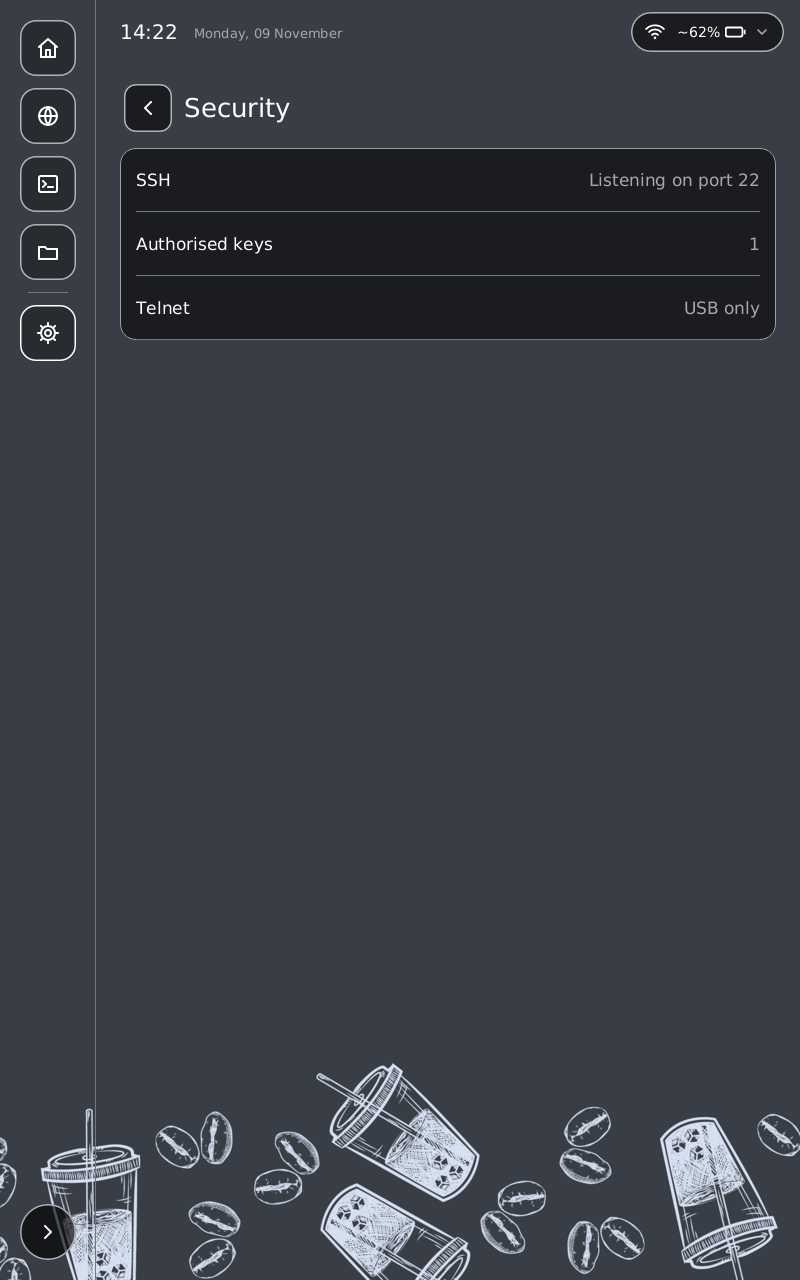 14:22 Monday, 09 November ~62%
Security
SSH Listening on port 22
Authorised keys 1
Telnet USB only